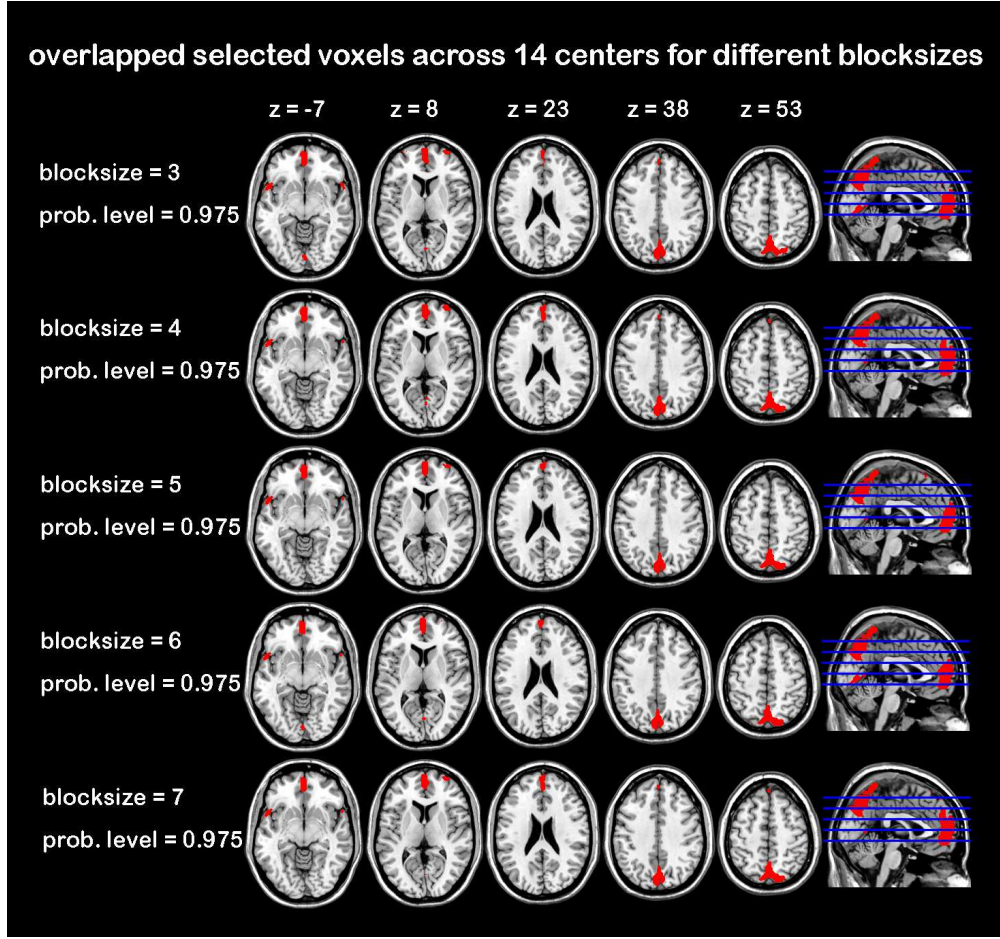 overlapped selected voxels across 14 centers for different blocksizes
z = -7 z = 8 z = 23 z = 38 z = 53
blocksize = 3
prob. level = 0.975
blocksize = 4
prob. level = 0.975
blocksize = 5
prob. level = 0.975
blocksize = 6
prob. level = 0.975
blocksize = 7
prob. level = 0.975